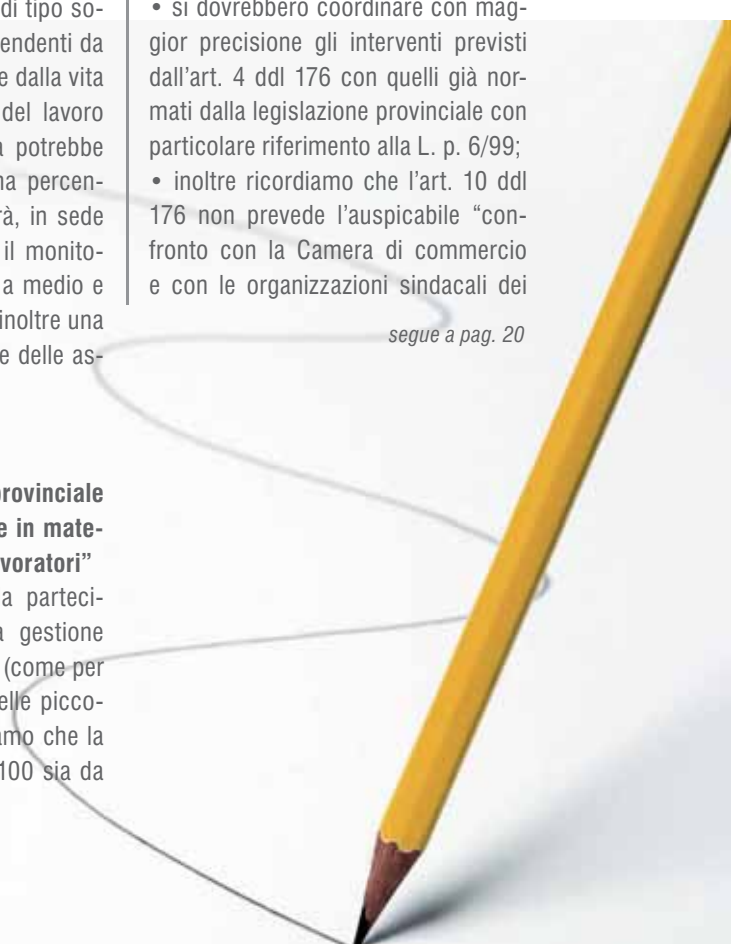 di tipo so-
endenti da
e dalla vita
del lavoro
a potrebbe
na percen-
rà, in sede
il monito-
a medio e
inoltre una
e delle as-
provinciale
e in mate-
voratori”
a parteci-
a gestione
(come per
elle picco-
amo che la
100 sia da
• si dovrebbero coordinare con mag-
gior precisione gli interventi previsti
dall’art. 4 ddl 176 con quelli già nor-
mati dalla legislazione provinciale con
particolare riferimento alla L. p. 6/99;
• inoltre ricordiamo che l’art. 10 ddl
176 non prevede l’auspicabile “con-
fronto con la Camera di commercio
e con le organizzazioni sindacali dei
segue a pag. 20